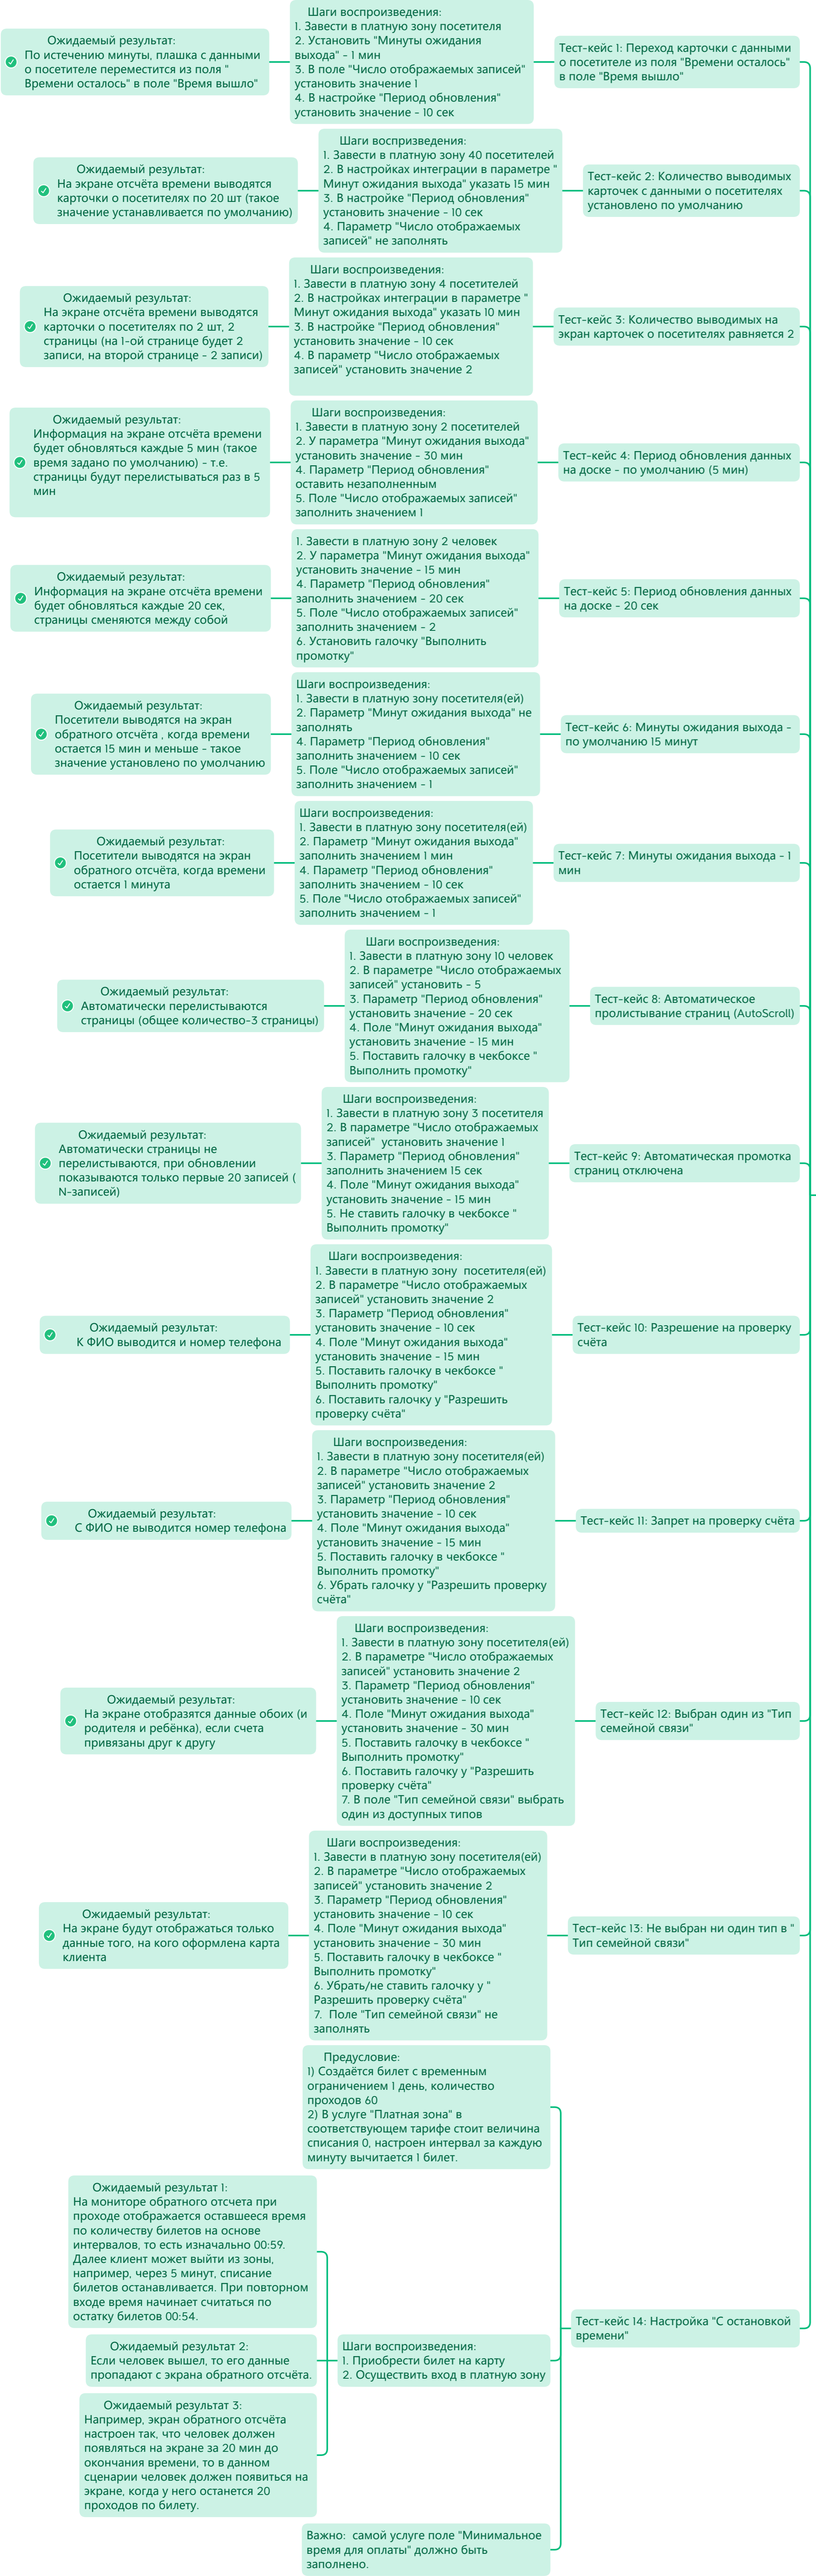 Тест-кейс 1: Переход карточки с данными
о посетителе из поля "Времени осталось"
в поле "Время вышло"
Шаги воспроизведения:
1. Завести в платную зону посетителя
2. Установить "Минуты ожидания
выхода" - 1 мин
3. В поле "Число отображаемых записей"
установить значение 1
4. В настройке "Период обновления"
установить значение - 10 сек
Ожидаемый результат:
По истечению минуты, плашка с данными
о посетителе переместится из поля "
Времени осталось" в поле "Время вышло"
Тест-кейс 2: Количество выводимых
карточек с данными о посетителях
установлено по умолчанию
Шаги воспризведения:
1. Завести в платную зону 40 посетителей
2. В настройках интеграции в параметре "
Минут ожидания выхода" указать 15 мин
3. В настройке "Период обновления"
установить значение - 10 сек
4. Параметр "Число отображаемых
записей" не заполнять
Ожидаемый результат:
На экране отсчёта времени выводятся
карточки о посетителях по 20 шт (такое
значение устанавливается по умолчанию)
Тест-кейс 3: Количество выводимых на
экран карточек о посетителях равняется 2
Шаги воспроизведения:
1. Завести в платную зону 4 посетителей
2. В настройках интеграции в параметре "
Минут ожидания выхода" указать 10 мин
3. В настройке "Период обновления"
установить значение - 10 сек
4. В параметр "Число отображаемых
записей" установить значение 2
Ожидаемый результат:
На экране отсчёта времени выводятся
карточки о посетителях по 2 шт, 2
страницы (на 1-ой странице будет 2
записи, на второй странице - 2 записи)
Тест-кейс 4: Период обновления данных
на доске - по умолчанию (5 мин)
Шаги воспроизведения:
1. Завести в платную зону 2 посетителей
2. У параметра "Минут ожидания выхода"
установить значение - 30 мин
4. Параметр "Период обновления"
оставить незаполненным
5. Поле "Число отображаемых записей"
заполнить значением 1
Ожидаемый результат:
Информация на экране отсчёта времени
будет обновляться каждые 5 мин (такое
время задано по умолчанию) - т.е.
страницы будут перелистываться раз в 5
мин
Тест-кейс 5: Период обновления данных
на доске - 20 сек
1. Завести в платную зону 2 человек
2. У параметра "Минут ожидания выхода"
установить значение - 15 мин
4. Параметр "Период обновления"
заполнить значением - 20 сек
5. Поле "Число отображаемых записей"
заполнить значением - 2
6. Установить галочку "Выполнить
промотку"
Ожидаемый результат:
Информация на экране отсчёта времени
будет обновляться каждые 20 сек,
страницы сменяются между собой
Тест-кейс 6: Минуты ожидания выхода -
по умолчанию 15 минут
Шаги воспроизведения:
1. Завести в платную зону посетителя(ей)
2. Параметр "Минут ожидания выхода" не
заполнять
4. Параметр "Период обновления"
заполнить значением - 10 сек
5. Поле "Число отображаемых записей"
заполнить значением - 1
Ожидаемый результат:
Посетители выводятся на экран
обратного отсчёта , когда времени
остается 15 мин и меньше - такое
значение установлено по умолчанию
Тест-кейс 7: Минуты ожидания выхода - 1
мин
Шаги воспроизведения:
1. Завести в платную зону посетителя(ей)
2. Параметр "Минут ожидания выхода"
заполнить значением 1 мин
4. Параметр "Период обновления"
заполнить значением - 10 сек
5. Поле "Число отображаемых записей"
заполнить значением - 1
Ожидаемый результат:
Посетители выводятся на экран
обратного отсчёта, когда времени
остается 1 минута
Тест-кейс 8: Автоматическое
пролистывание страниц (AutoScroll)
Шаги воспроизведения:
1. Завести в платную зону 10 человек
2. В параметре "Число отображаемых
записей" установить - 5
3. Параметр "Период обновления"
установить значение - 20 сек
4. Поле "Минут ожидания выхода"
установить значение - 15 мин
5. Поставить галочку в чекбоксе "
Выполнить промотку"
Ожидаемый результат:
Автоматически перелистываются
страницы (общее количество-3 страницы)
Тест-кейс 9: Автоматическая промотка
страниц отключена
Шаги воспроизведения:
1. Завести в платную зону 3 посетителя
2. В параметре "Число отображаемых
записей"  установить значение 1
3. Параметр "Период обновления"
заполнить значением 15 сек
4. Поле "Минут ожидания выхода"
установить значение - 15 мин
5. Не ставить галочку в чекбоксе "
Выполнить промотку"
Ожидаемый результат:
Автоматически страницы не
перелистываются, при обновлении
показываются только первые 20 записей (
N-записей)
Тест-кейс 10: Разрешение на проверку
счёта
Шаги воспроизведения:
1. Завести в платную зону  посетителя(ей)
2. В параметре "Число отображаемых
записей" установить значение 2
3. Параметр "Период обновления"
установить значение - 10 сек
4. Поле "Минут ожидания выхода"
установить значение - 15 мин
5. Поставить галочку в чекбоксе "
Выполнить промотку"
6. Поставить галочку у "Разрешить
проверку счёта"
Ожидаемый результат:
К ФИО выводится и номер телефона
Тест-кейс 11: Запрет на проверку счёта
Шаги воспроизведения:
1. Завести в платную зону посетителя(ей)
2. В параметре "Число отображаемых
записей" установить значение 2
3. Параметр "Период обновления"
установить значение - 10 сек
4. Поле "Минут ожидания выхода"
установить значение - 15 мин
5. Поставить галочку в чекбоксе "
Выполнить промотку"
6. Убрать галочку у "Разрешить проверку
счёта"
Ожидаемый результат:
С ФИО не выводится номер телефона
Тест-кейс 12: Выбран один из "Тип
семейной связи"
Шаги воспроизведения:
1. Завести в платную зону посетителя(ей)
2. В параметре "Число отображаемых
записей" установить значение 2
3. Параметр "Период обновления"
установить значение - 10 сек
4. Поле "Минут ожидания выхода"
установить значение - 30 мин
5. Поставить галочку в чекбоксе "
Выполнить промотку"
6. Поставить галочку у "Разрешить
проверку счёта"
7. В поле "Тип семейной связи" выбрать
один из доступных типов
Ожидаемый результат:
На экране отобразятся данные обоих (и
родителя и ребёнка), если счета
привязаны друг к другу
Тест-кейс 13: Не выбран ни один тип в "
Тип семейной связи"
Шаги воспроизведения:
1. Завести в платную зону посетителя(ей)
2. В параметре "Число отображаемых
записей" установить значение 2
3. Параметр "Период обновления"
установить значение - 10 сек
4. Поле "Минут ожидания выхода"
установить значение - 30 мин
5. Поставить галочку в чекбоксе "
Выполнить промотку"
6. Убрать/не ставить галочку у "
Разрешить проверку счёта"
7.  Поле "Тип семейной связи" не
заполнять
Ожидаемый результат:
На экране будут отображаться только
данные того, на кого оформлена карта
клиента
Тест-кейс 14: Настройка "С остановкой
времени"
Предусловие:
1) Создаётся билет с временным
ограничением 1 день, количество
проходов 60
2) В услуге "Платная зона" в
соответствующем тарифе стоит величина
списания 0, настроен интервал за каждую
минуту вычитается 1 билет.
Шаги воспроизведения:
1. Приобрести билет на карту
2. Осуществить вход в платную зону
Ожидаемый результат 1:
На мониторе обратного отсчета при
проходе отображается оставшееся время
по количеству билетов на основе
интервалов, то есть изначально 00:59.
Далее клиент может выйти из зоны,
например, через 5 минут, списание
билетов останавливается. При повторном
входе время начинает считаться по
остатку билетов 00:54.
Ожидаемый результат 2:
Если человек вышел, то его данные
пропадают с экрана обратного отсчёта.
Ожидаемый результат 3:
Например, экран обратного отсчёта
настроен так, что человек должен
появляться на экране за 20 мин до
окончания времени, то в данном
сценарии человек должен появиться на
экране, когда у него останется 20
проходов по билету.
Важно:  самой услуге поле "Минимальное
время для оплаты" должно быть
заполнено.